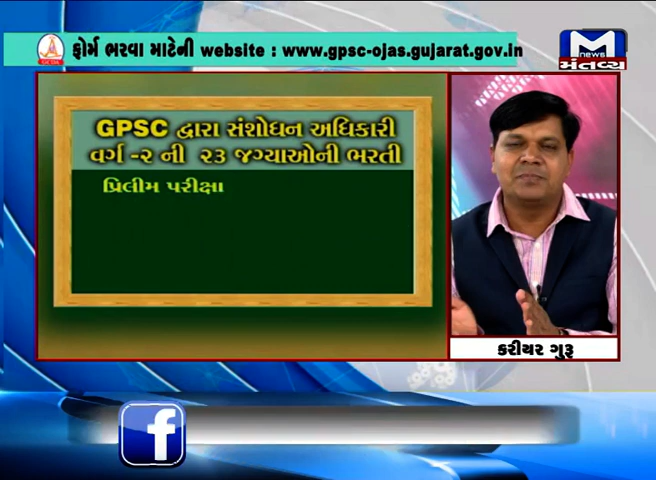 ફોર્મ ભરવા માટેની website : www.gpsc-ojas.gujarat.gov.in
M
news
મંતવ્ય
GPSC દ્વારા સંશોધન અધિકારી
વર્ગ -૨ ની ૨૩ જગ્યાઓની ભરતી
પ્રિલીમ પરીક્ષા
કરીયર ગુરૂ
f